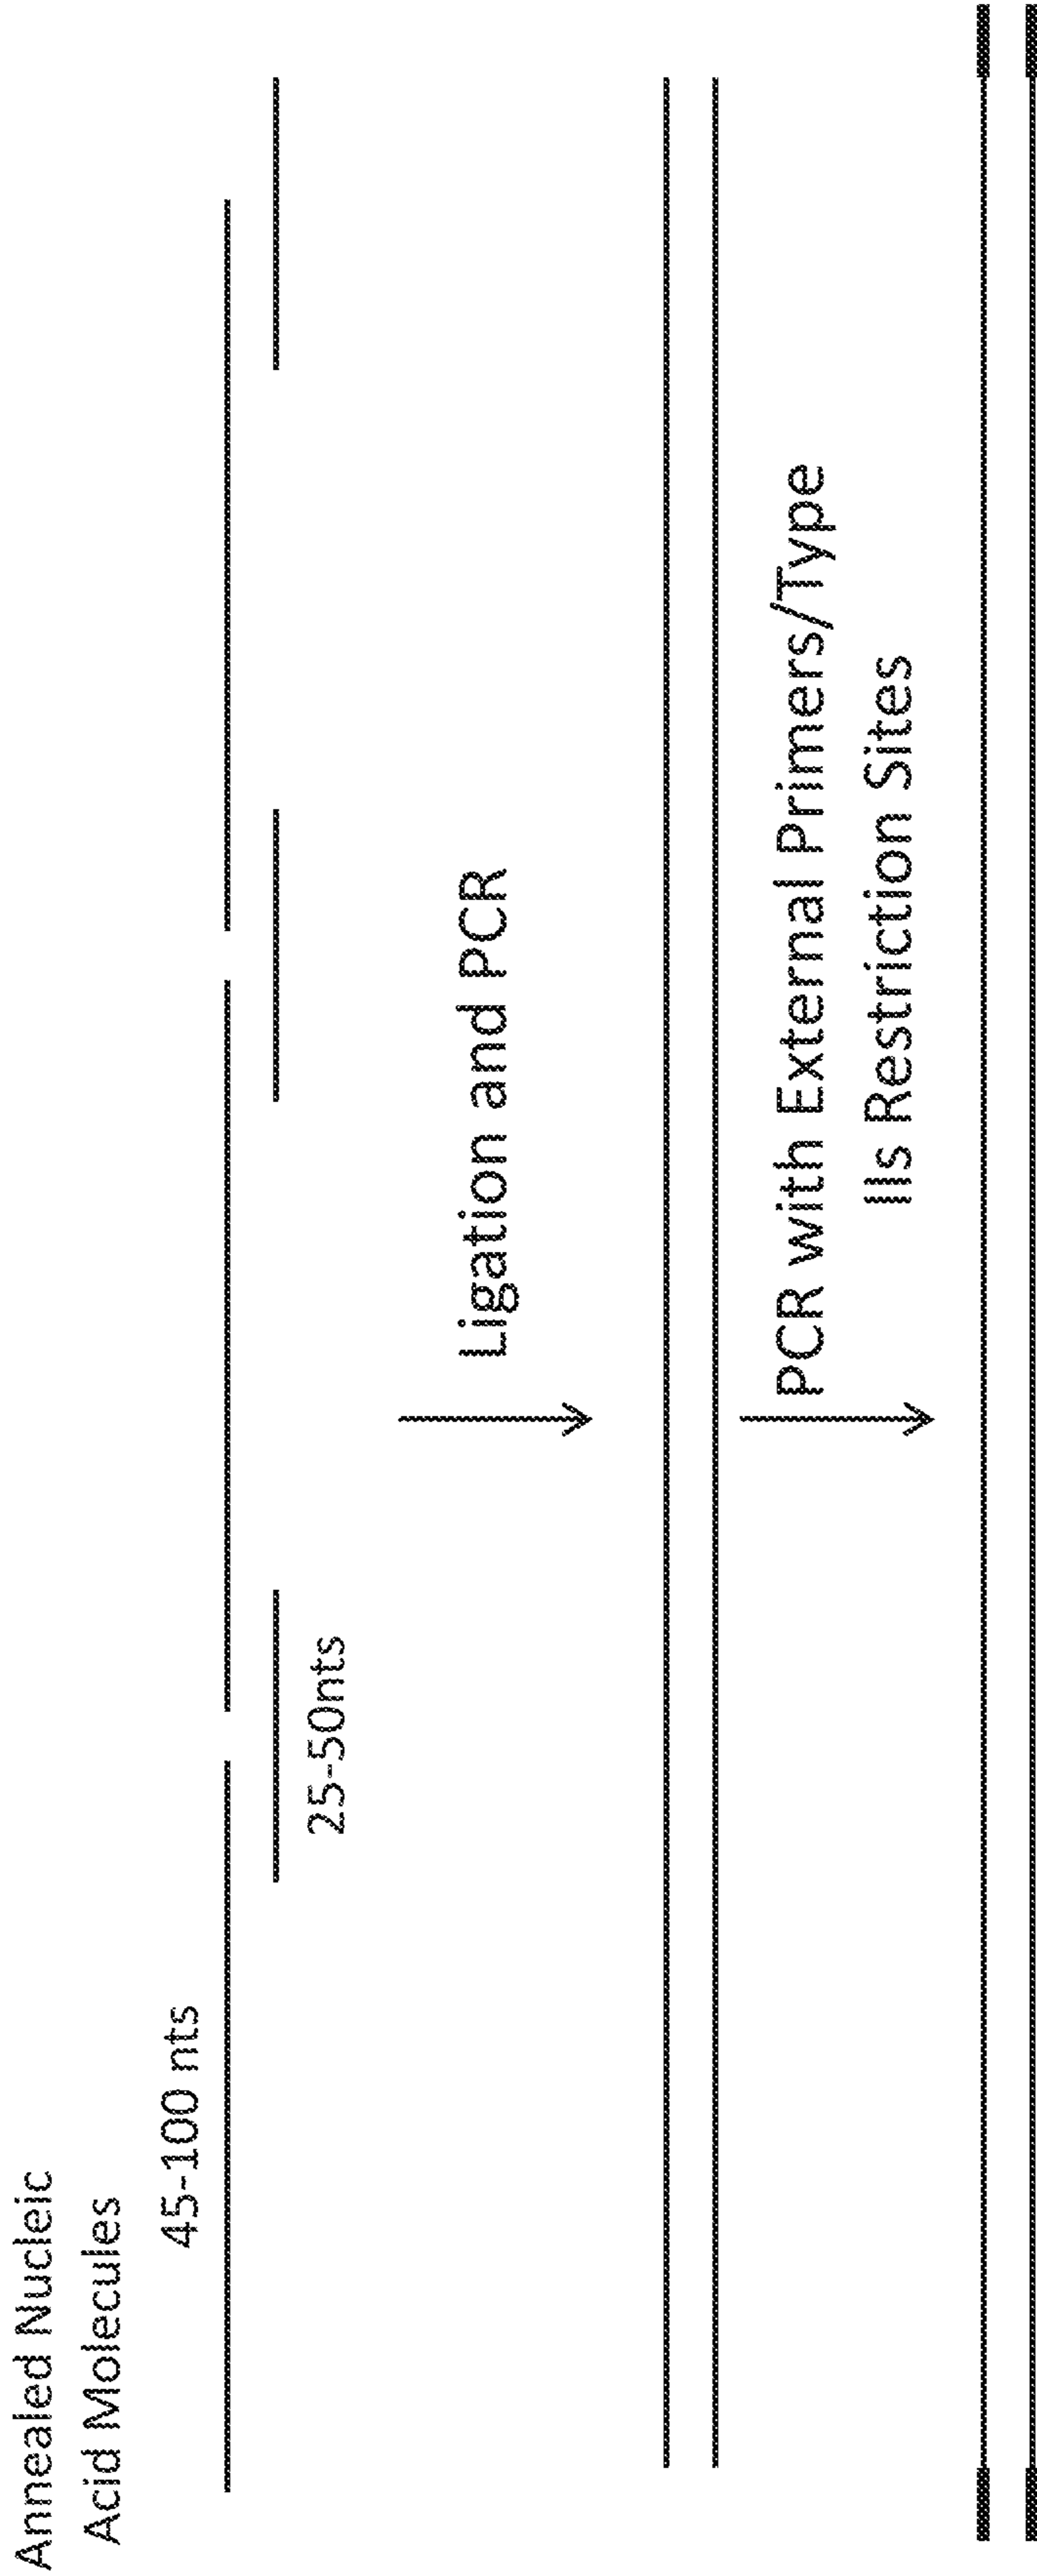 Annealed Nucleic
Acid Molecules
45-100 nts
25-50nts
Ligation and PCR
PCR with External Primers/Type
IIs Restriction Sites